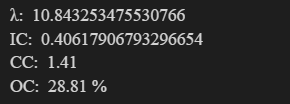 λ: 10.843253475530766
IC: 0.40617906793296654
CC: 1.41
OC: 28.81 %